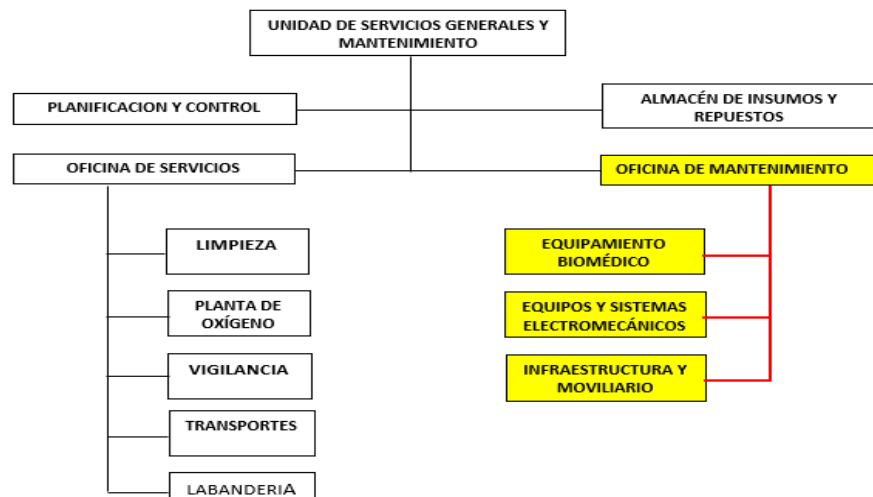 UNIDAD DE SERVICIOS GENERALES Y
MANTENIMIENTO
PLANIFICACION Y CONTROL
ALMACÉN DE INSUMOS Y
REPUESTOS
OFICINA DE SERVICIOS
OFICINA DE MANTENIMIENTO
LIMPIEZA
PLANTA DE
OXÍGENO
VIGILANCIA
TRANSPORTES
LABANDERIA
EQUIPAMIENTO
BIOMÉDICO
EQUIPOS Y SISTEMAS
ELECTROMECÁNICOS
INFRAESTRUCTURA Y
MOVILIARIO